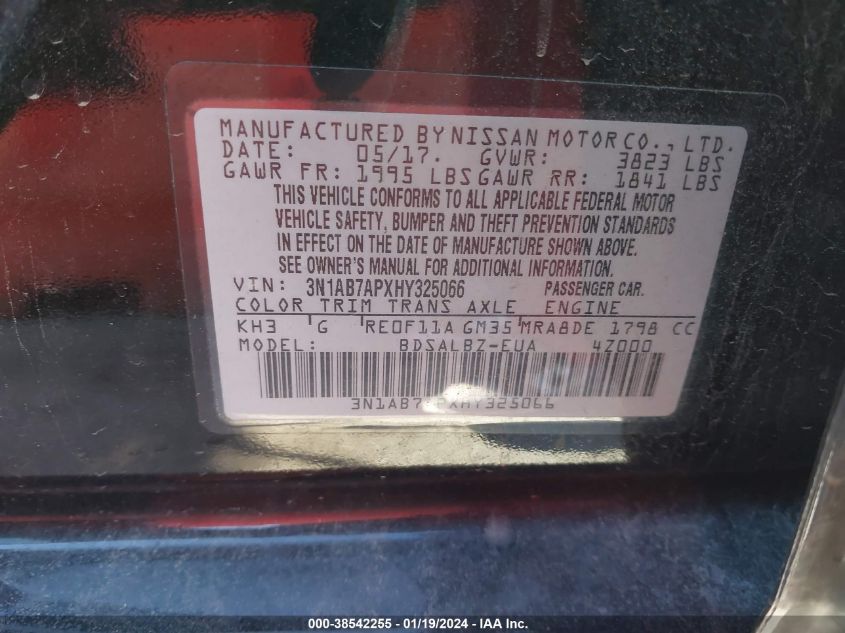 MANUFACTURED BY NISSAN MOTOR CO., LTD.
DATE: 05/17. GVWR: 3823 LBS
GAWR FR: 1995 LBS GAWR RR: 1841 LBS
THIS VEHICLE CONFORMS TO ALL APPLICABLE FEDERAL MOTOR
VEHICLE SAFETY, BUMPER AND THEFT PREVENTION STANDARDS
IN EFFECT ON THE DATE OF MANUFACTURE SHOWN ABOVE.
SEE OWNER'S MANUAL FOR ADDITIONAL INFORMATION.
VIN: 3N1AB7APXHY325066 PASSENGER CAR.
COLOR TRIM TRANS AXLE ENGINE
KH3 G RE0F11A GM35 MRA8DE 1798 CC
MODEL: BDSALBZ-EUA 4Z000
3N1AB7APXHY325066
000-38542255 - 01/19/2024 - IAA Inc.